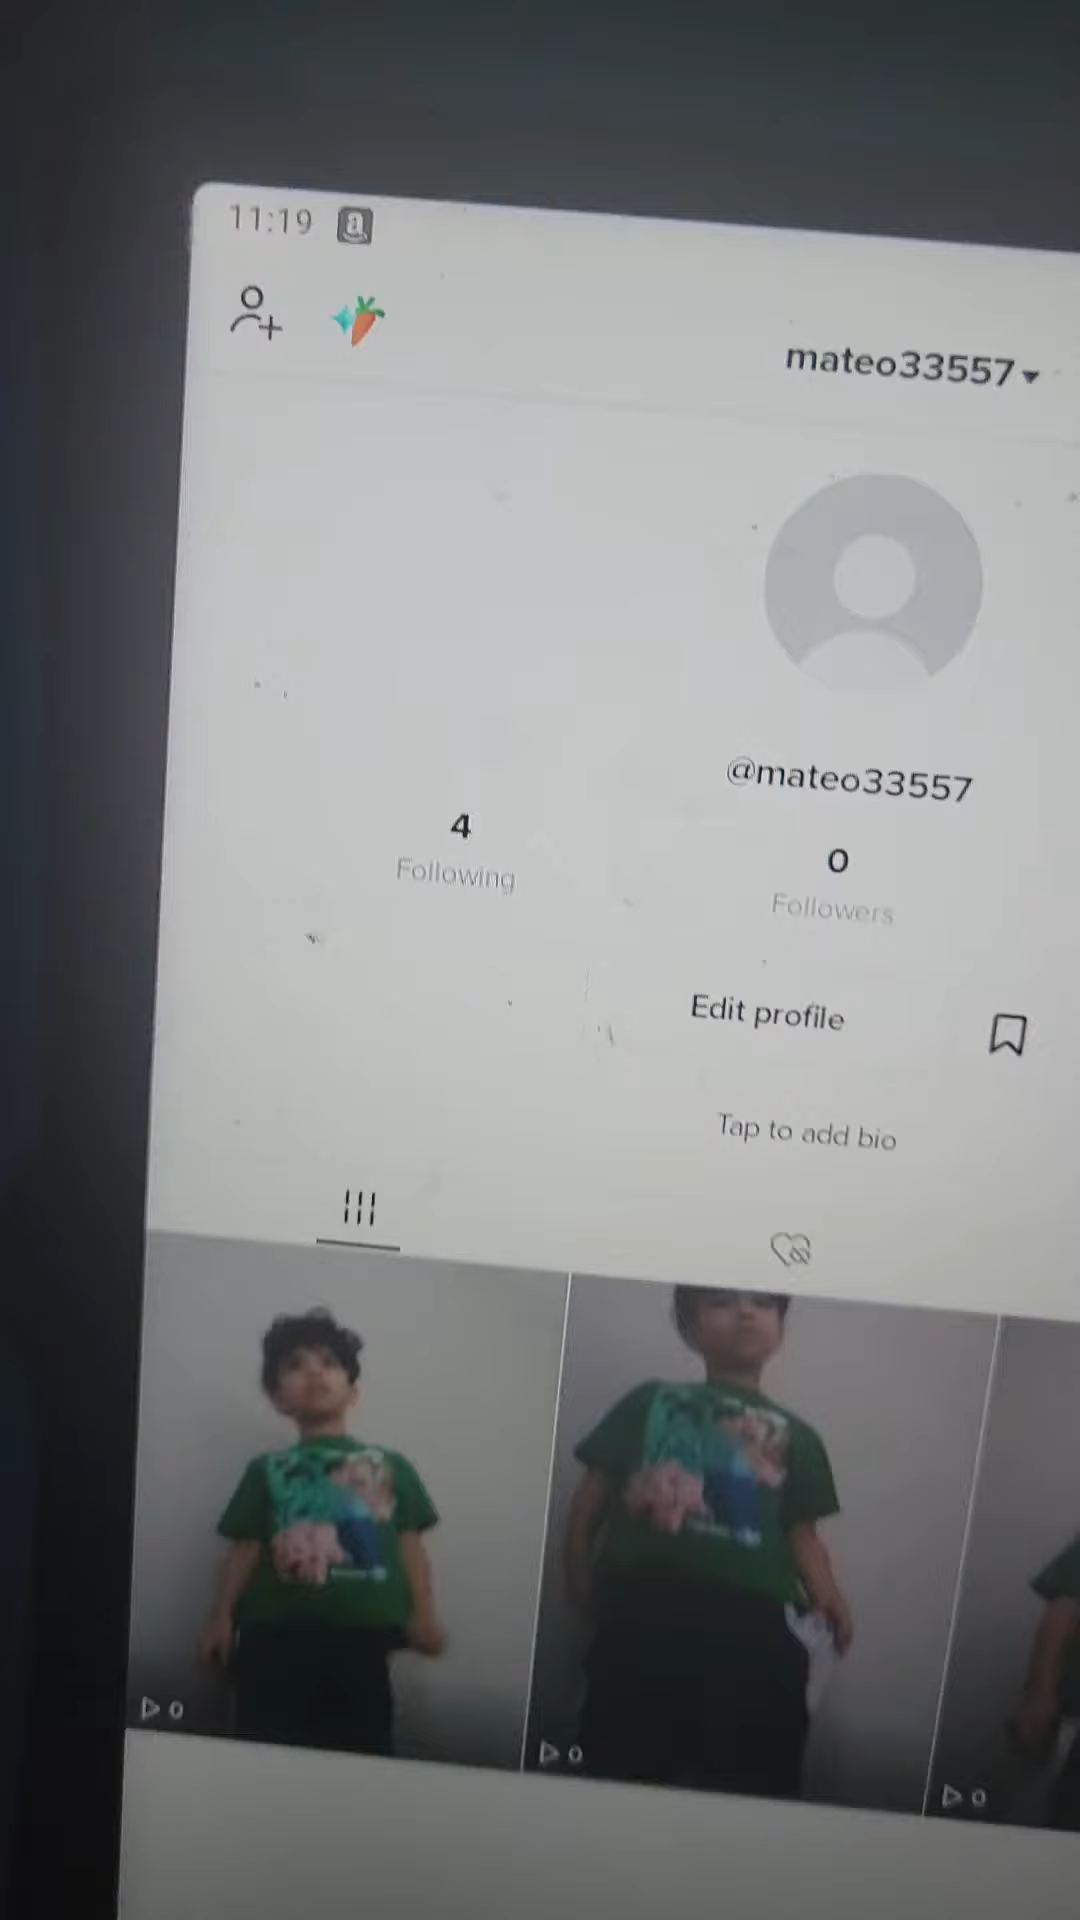 11:19
mateo33557
@mateo33557
4
Following
0
Followers
Edit profile
Tap to add bio
0
0
0